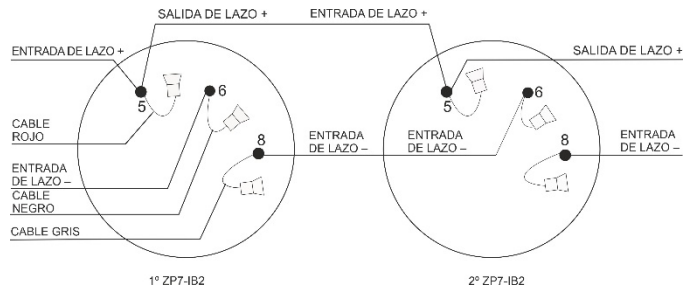 SALIDA DE LAZO +
ENTRADA DE LAZO +
ENTRADA DE LAZO +
SALIDA DE LAZO +
5
6
5
6
CABLE
ROJO
8
8
ENTRADA
DE LAZO –
ENTRADA
DE LAZO –
ENTRADA
DE LAZO –
ENTRADA
DE LAZO –
CABLE
NEGRO
CABLE GRIS
1º ZP7-IB2
2º ZP7-IB2